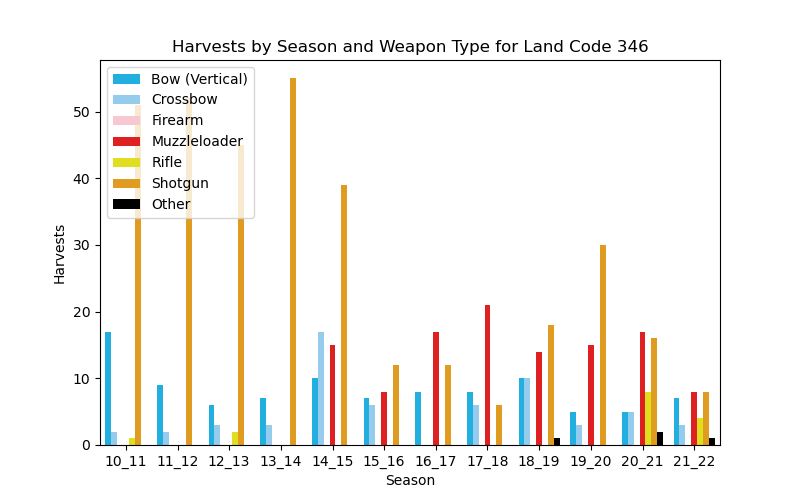 Harvests by Season and Weapon Type for Land Code 346
Bow (Vertical)
Crossbow
Firearm
Muzzleloader
Rifle
Shotgun
Other
50
40
30
20
10
0
Harvests
10_11 11_12 12_13 13_14 14_15 15_16 16_17 17_18 18_19 19_20 20_21 21_22
Season